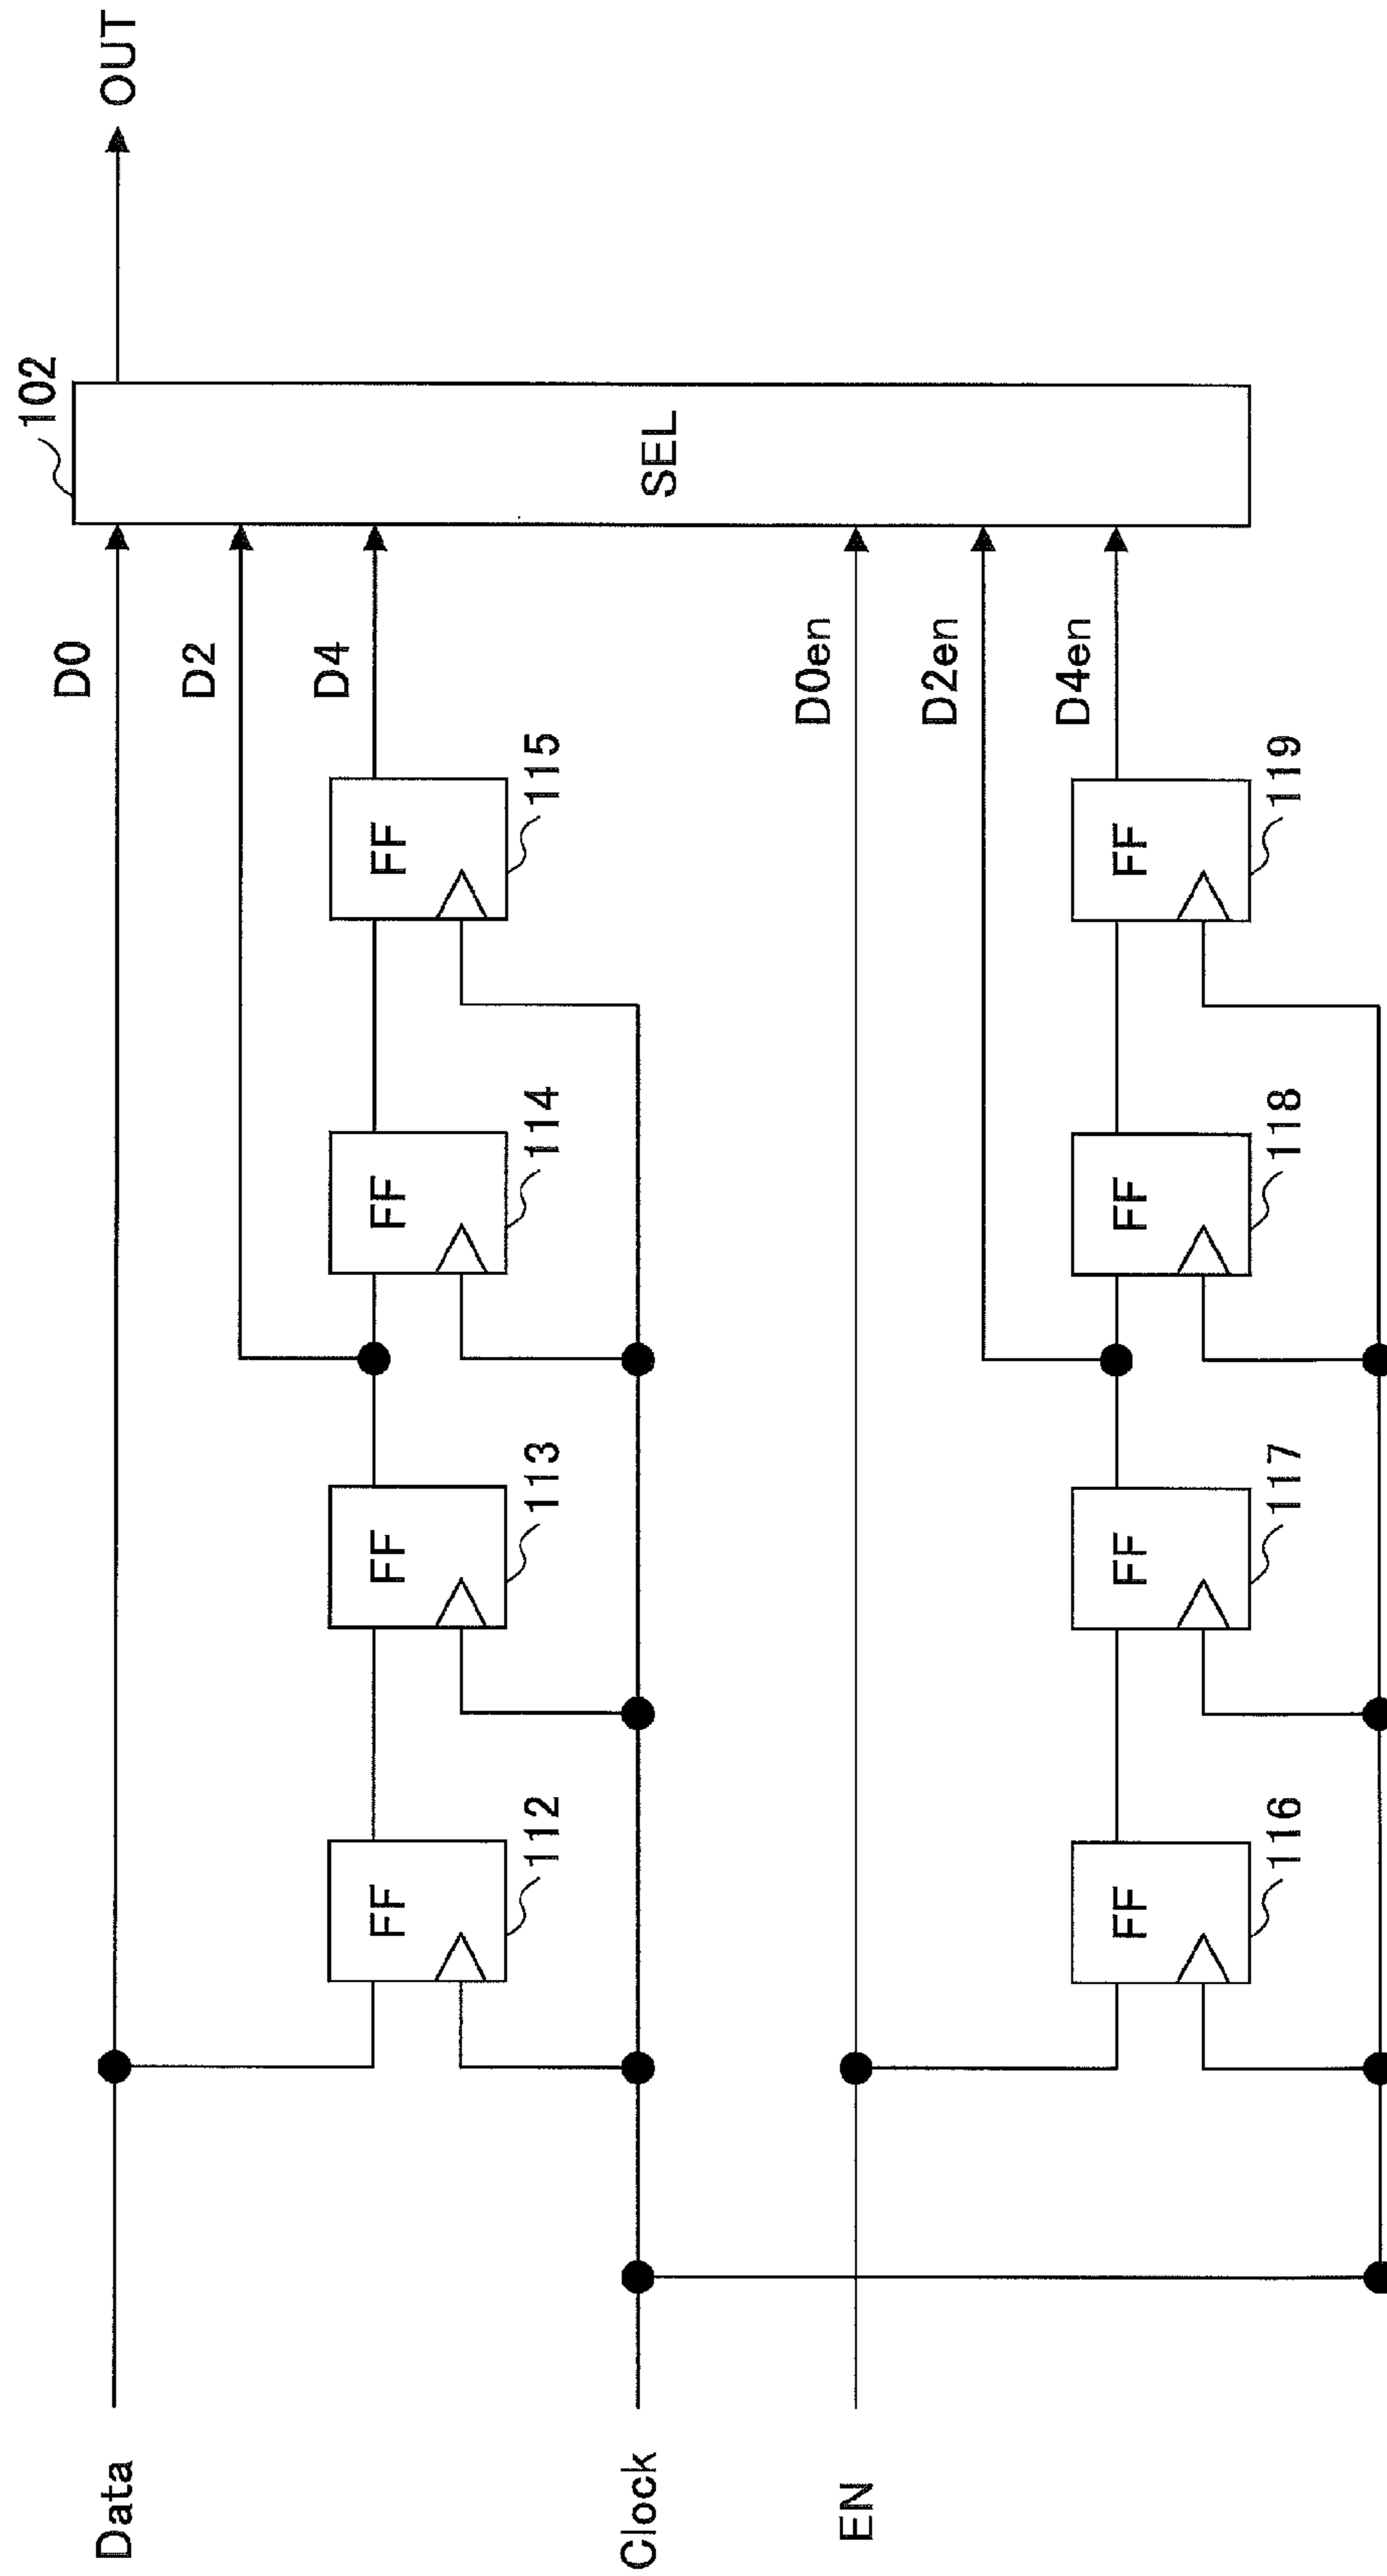 Data
Clock
EN
D0
D2
D4
D0en
D2en
D4en
FF
112
FF
113
FF
114
FF
115
FF
116
FF
117
FF
118
FF
119
SEL
102
OUT